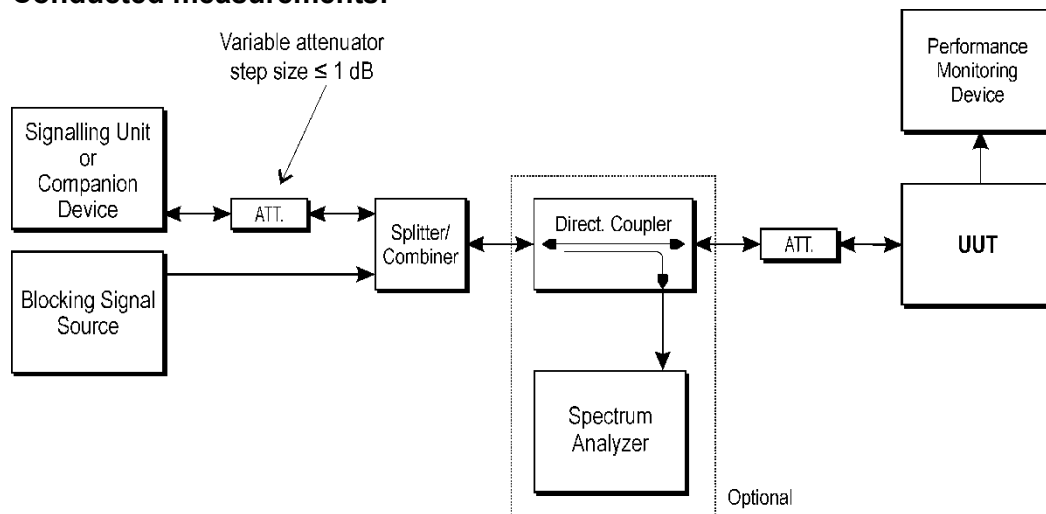 Conducted measurements:
Variable attenuator
step size ≤ 1 dB
Performance
Monitoring
Device
Signalling Unit
or
Companion
Device
ATT.
Splitter/
Combiner
Direct. Coupler
ATT.
UUT
Blocking Signal
Source
Spectrum
Analyzer
Optional